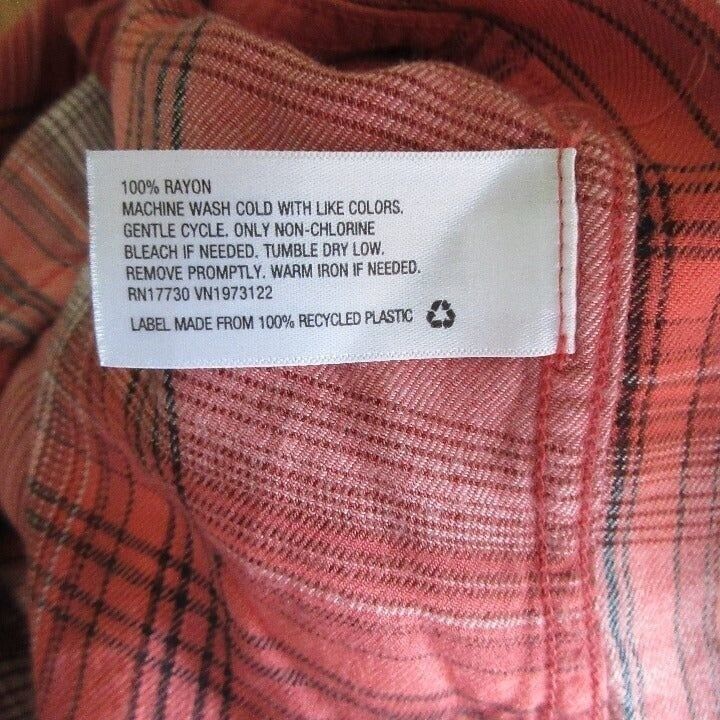 100% RAYON
MACHINE WASH COLD WITH LIKE COLORS.
GENTLE CYCLE. ONLY NON-CHLORINE
BLEACH IF NEEDED. TUMBLE DRY LOW.
REMOVE PROMPTLY. WARM IRON IF NEEDED.
RN17730 VN1973122
LABEL MADE FROM 100% RECYCLED PLASTIC